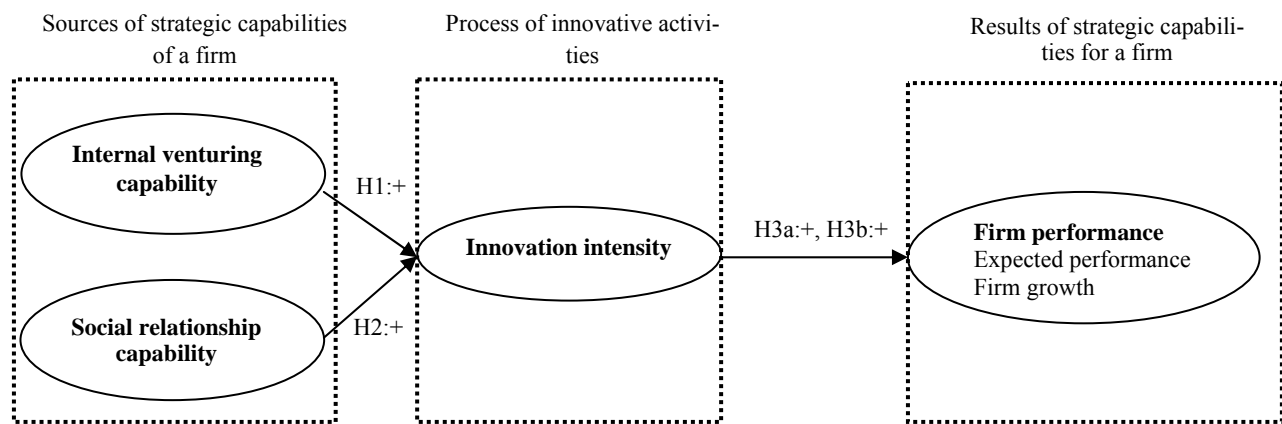 Sources of strategic capabilities
of a firm
Process of innovative activi-
ties
Results of strategic capabili-
ties for a firm
Internal venturing
capability
H1:+
Innovation intensity
H3a:+, H3b:+
Firm performance
Expected performance
Firm growth
Social relationship
capability
H2:+